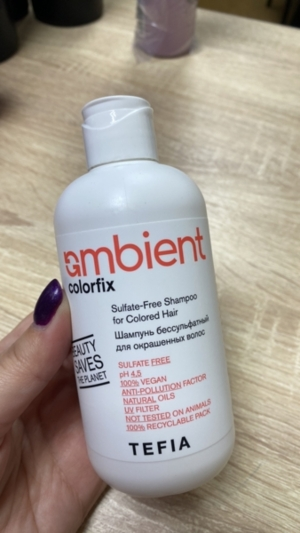 ambient
colorfix
Sulfate-Free Shampoo
for Colored Hair
Шампунь бессульфатный
для окрашенных волос
BEAUTY
SAVES
THE PLANET
SULFATE FREE
pH 4,5
100% VEGAN
ANTI-POLLUTION FACTOR
NATURAL OILS
UV FILTER
NOT TESTED ON ANIMALS
100% RECYCLABLE PACK
TEFIA